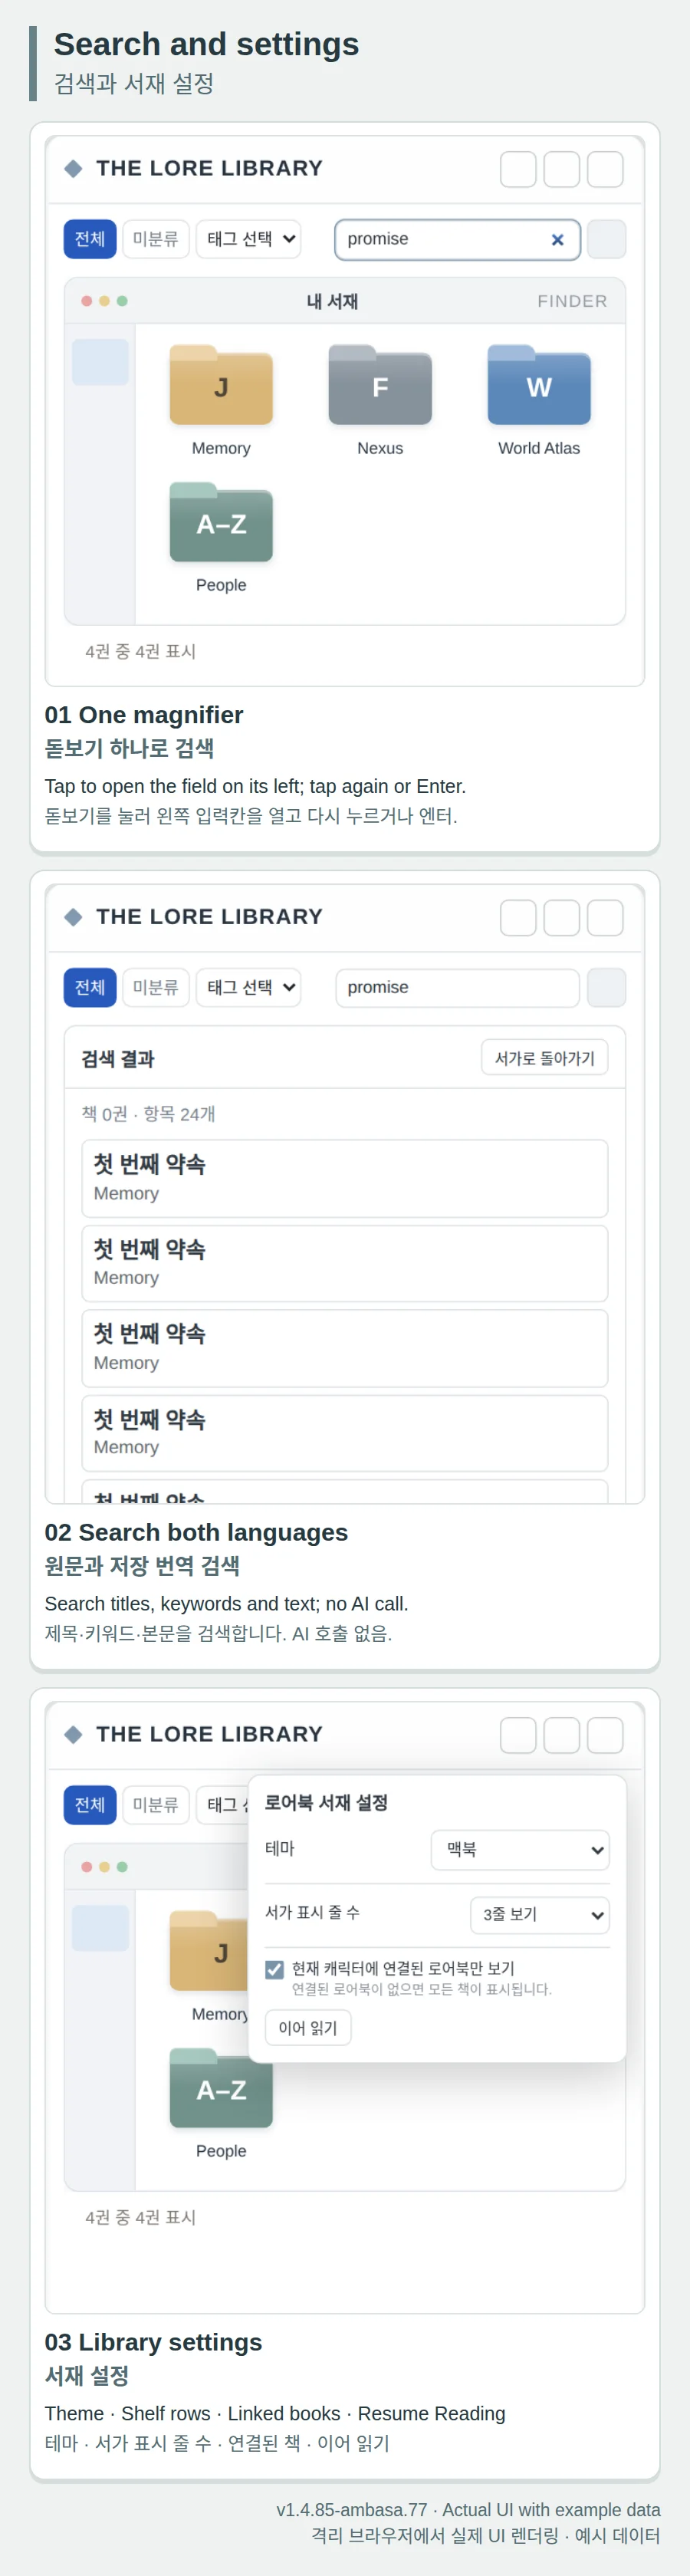 Search and settings
검색과 서재 설정
THE LORE LIBRARY
전체 미분류 태그 선택 promise ×
내 서재 FINDER
J F W
Memory Nexus World Atlas
A–Z
People
4권 중 4권 표시
01 One magnifier
돋보기 하나로 검색
Tap to open the field on its left; tap again or Enter.
돋보기를 눌러 왼쪽 입력칸을 열고 다시 누르거나 엔터.
THE LORE LIBRARY
전체 미분류 태그 선택 promise
검색 결과 서가로 돌아가기
책 0권 · 항목 24개
첫 번째 약속
Memory
첫 번째 약속
Memory
첫 번째 약속
Memory
첫 번째 약속
Memory
첫 번째 약속
02 Search both languages
원문과 저장 번역 검색
Search titles, keywords and text; no AI call.
제목·키워드·본문을 검색합니다. AI 호출 없음.
THE LORE LIBRARY
전체 미분류 태그
로어북 서재 설정
테마 맥북
서가 표시 줄 수 3줄 보기
현재 캐릭터에 연결된 로어북만 보기
연결된 로어북이 없으면 모든 책이 표시됩니다.
이어 읽기
J
Memory
A–Z
People
4권 중 4권 표시
03 Library settings
서재 설정
Theme · Shelf rows · Linked books · Resume Reading
테마 · 서가 표시 줄 수 · 연결된 책 · 이어 읽기
v1.4.85-ambasa.77 · Actual UI with example data
격리 브라우저에서 실제 UI 렌더링 · 예시 데이터